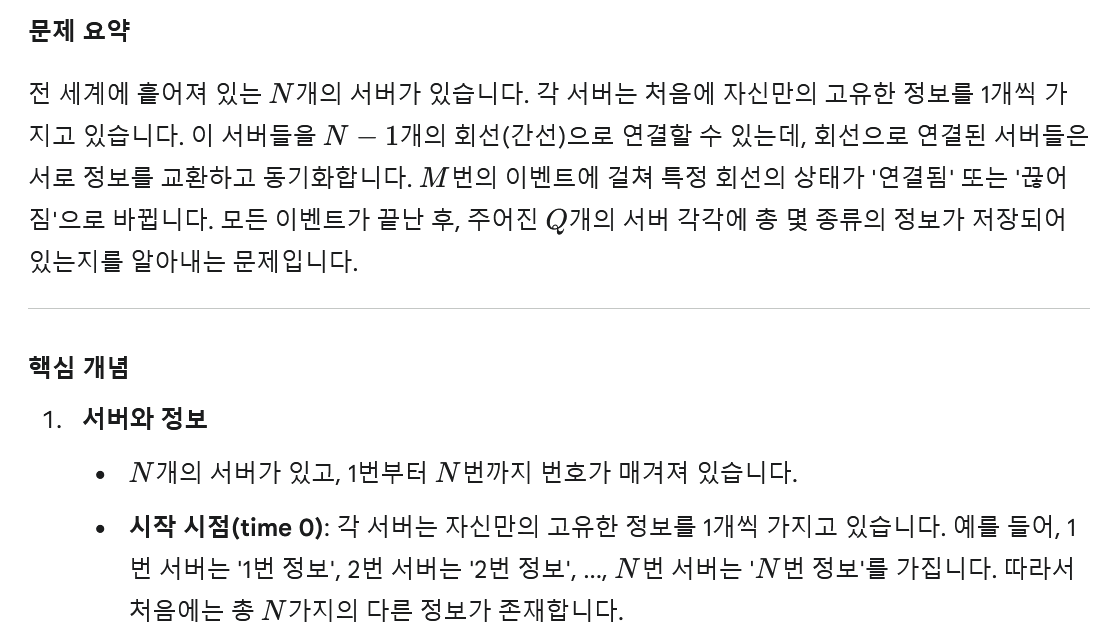 문제 요약
전 세계에 흩어져 있는 N개의 서버가 있습니다. 각 서버는 처음에 자신만의 고유한 정보를 1개씩 가
지고 있습니다. 이 서버들을 N − 1개의 회선(간선)으로 연결할 수 있는데, 회선으로 연결된 서버들은
서로 정보를 교환하고 동기화합니다. M번의 이벤트에 걸쳐 특정 회선의 상태가 '연결됨' 또는 '끊어
짐'으로 바뀝니다. 모든 이벤트가 끝난 후, 주어진 Q개의 서버 각각에 총 몇 종류의 정보가 저장되어
있는지를 알아내는 문제입니다.
핵심 개념
1. 서버와 정보
• N개의 서버가 있고, 1번부터 N번까지 번호가 매겨져 있습니다.
• 시작 시점(time 0): 각 서버는 자신만의 고유한 정보를 1개씩 가지고 있습니다. 예를 들어, 1
번 서버는 '1번 정보', 2번 서버는 '2번 정보', ..., N번 서버는 'N번 정보'를 가집니다. 따라서
처음에는 총 N가지의 다른 정보가 존재합니다.